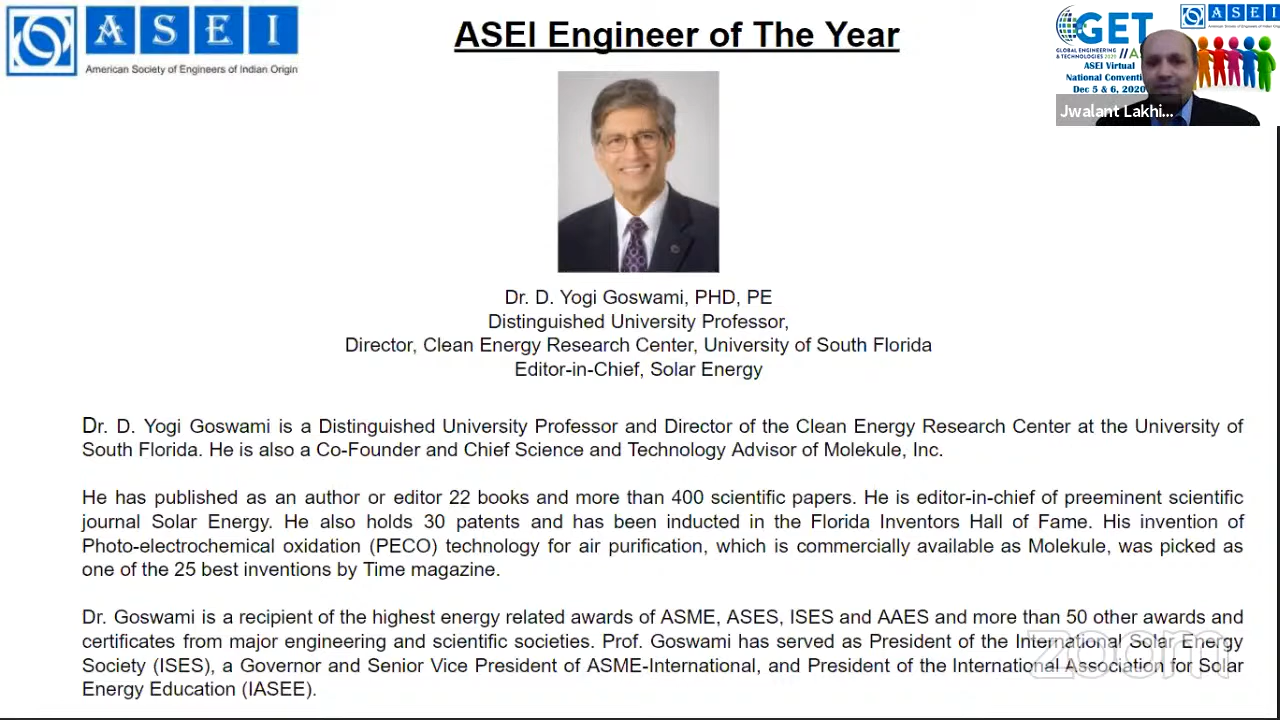 A S E I
American Society of Engineers of Indian Origin
ASEI Engineer of The Year
GET
GLOBAL ENGINEERING
& TECHNOLOGIES 2020 //
ASEI Virtual
National
Dec 5 & 6, 2020
A S E I
Jwalant Lakhi...
Dr. D. Yogi Goswami, PHD, PE
Distinguished University Professor,
Director, Clean Energy Research Center, University of South Florida
Editor-in-Chief, Solar Energy
Dr. D. Yogi Goswami is a Distinguished University Professor and Director of the Clean Energy Research Center at the University of
South Florida. He is also a Co-Founder and Chief Science and Technology Advisor of Molekule, Inc.
He has published as an author or editor 22 books and more than 400 scientific papers. He is editor-in-chief of preeminent scientific
journal Solar Energy. He also holds 30 patents and has been inducted in the Florida Inventors Hall of Fame. His invention of
Photo-electrochemical oxidation (PECO) technology for air purification, which is commercially available as Molekule, was picked as
one of the 25 best inventions by Time magazine.
Dr. Goswami is a recipient of the highest energy related awards of ASME, ASES, ISES and AAES and more than 50 other awards and
certificates from major engineering and scientific societies. Prof. Goswami has served as President of the International Solar Energy
Society (ISES), a Governor and Senior Vice President of ASME-International, and President of the International Association for Solar
Energy Education (IASEE).
zoom